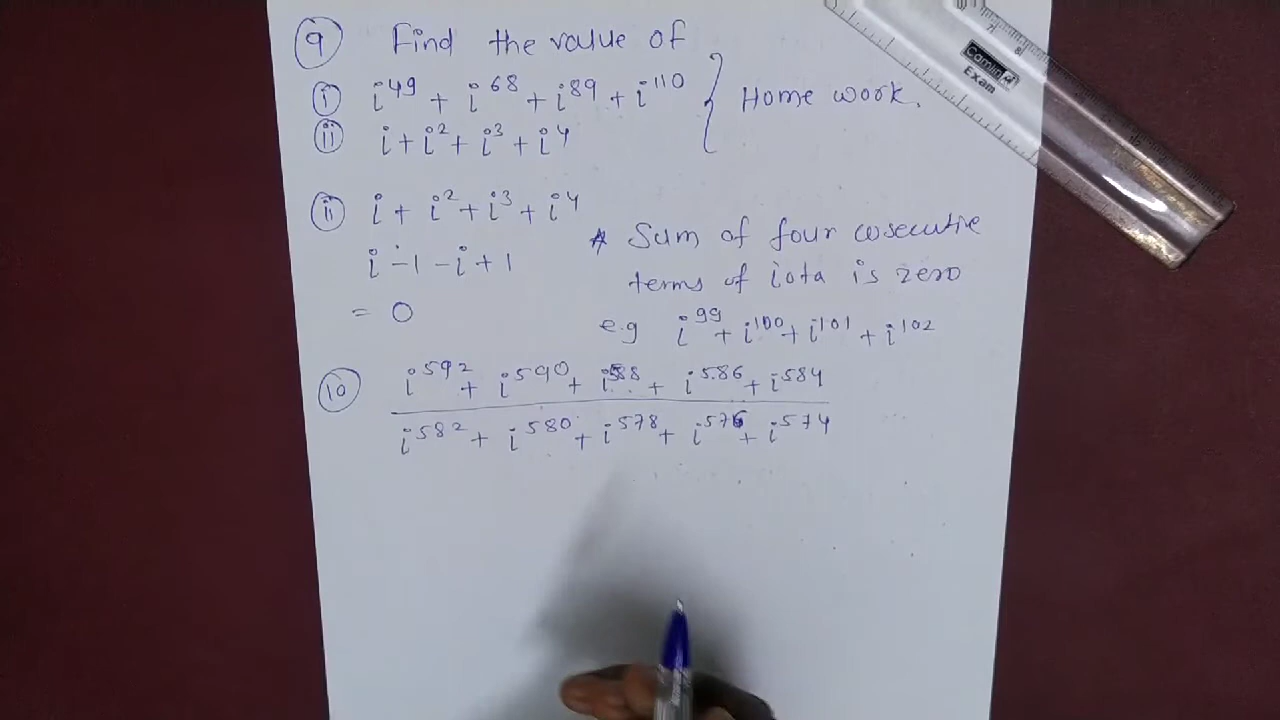 9 Find the value of
i i^49 + i^68 + i^89 + i^110 } Home work.
ii i + i^2 + i^3 + i^4
ii i + i^2 + i^3 + i^4
i - 1 - i + 1
= 0
* Sum of four cosecutive
terms of iota is zero
e.g i^99 + i^100 + i^101 + i^102
10 i^592 + i^590 + i^588 + i^586 + i^584
i^582 + i^580 + i^578 + i^576 + i^574
Camlin
Exam